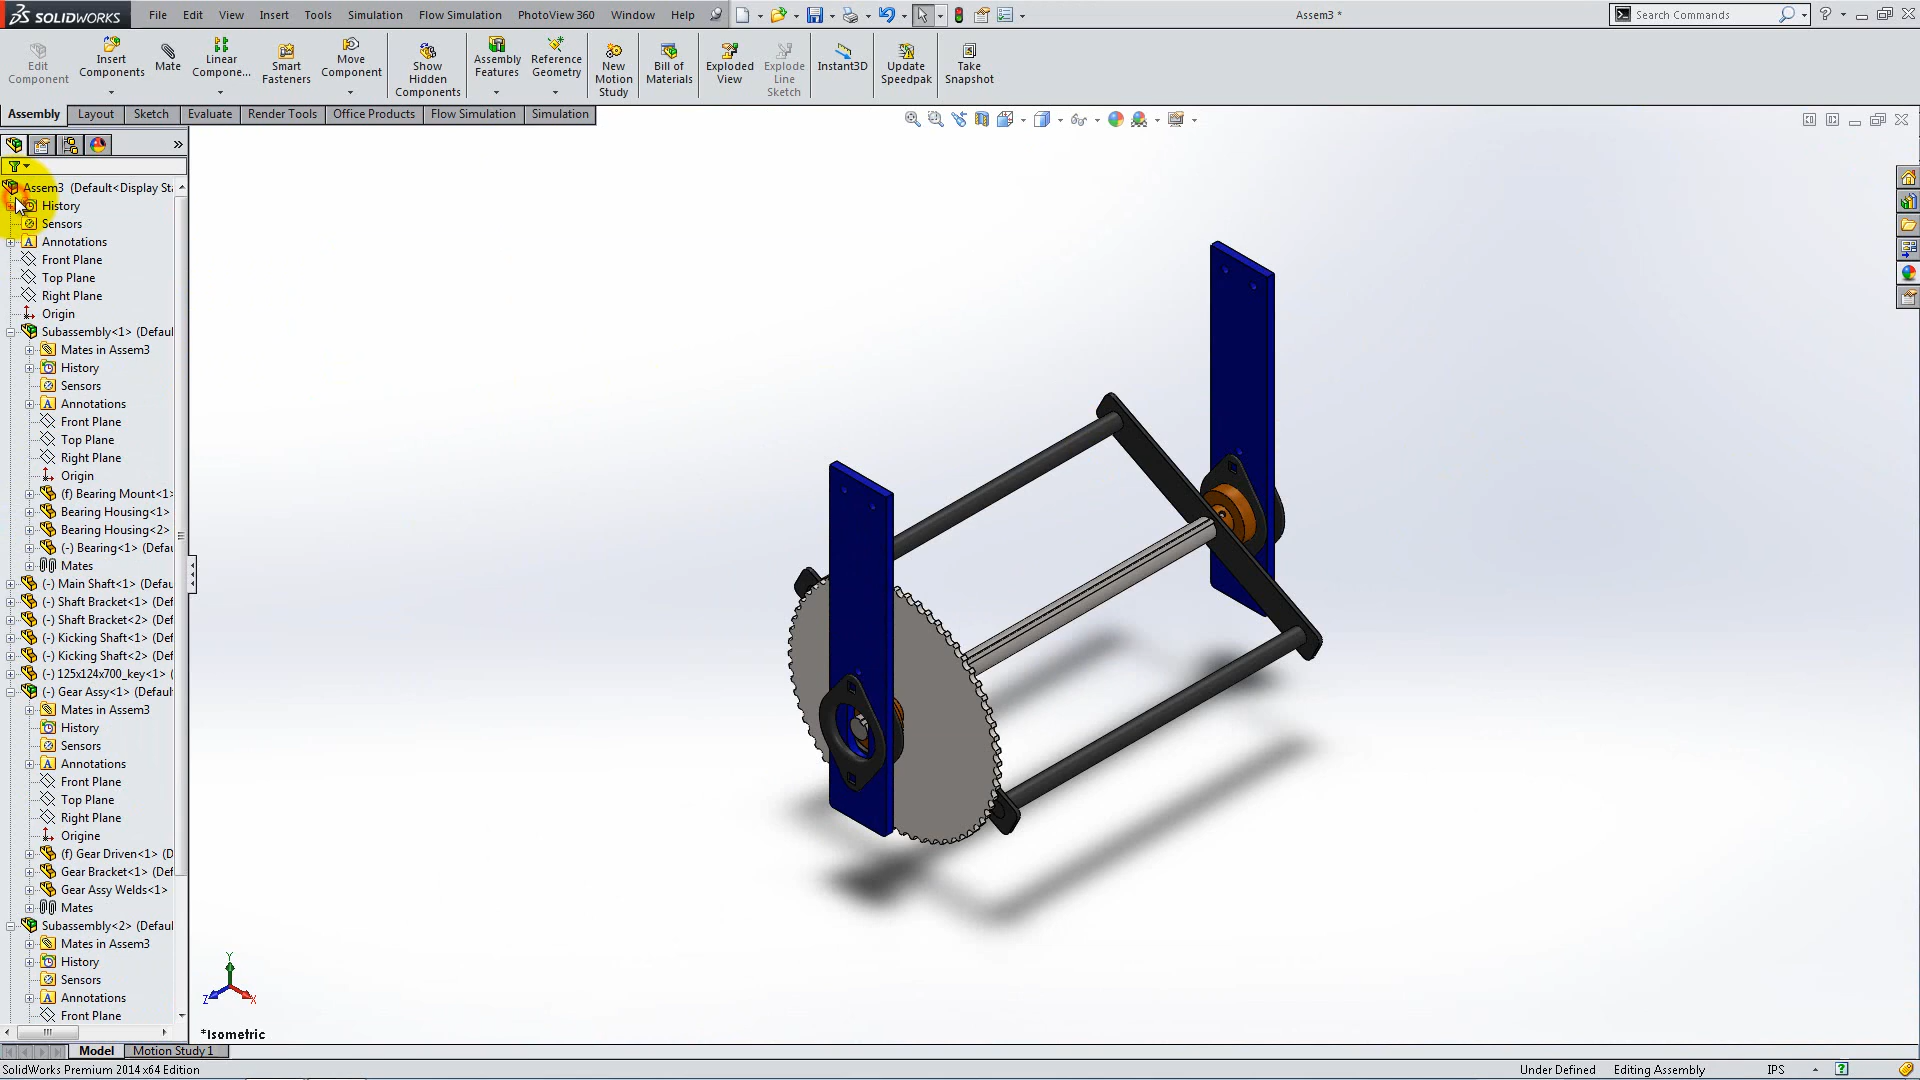 SOLIDWORKS File Edit View Insert Tools Simulation Flow Simulation PhotoView 360 Window Help Assem3 * Search Commands
Edit Component
Insert Components
Mate
Linear Compone...
Smart Fasteners
Move Component
Show Hidden Components
Assembly Features
Reference Geometry
New Motion Study
Bill of Materials
Exploded View
Explode Line Sketch
Instant3D
Update Speedpak
Take Snapshot
Assembly Layout Sketch Evaluate Render Tools Office Products Flow Simulation Simulation
Assem3 (Default<Display Sta
History
Sensors
Annotations
Front Plane
Top Plane
Right Plane
Origin
Subassembly<1> (Defaul
Mates in Assem3
History
Sensors
Annotations
Front Plane
Top Plane
Right Plane
Origin
(f) Bearing Mount<1>
Bearing Housing<1>
Bearing Housing<2>
(-) Bearing<1> (Defau
Mates
(-) Main Shaft<1> (Defau
(-) Shaft Bracket<1> (Def
(-) Shaft Bracket<2> (Def
(-) Kicking Shaft<1> (Def
(-) Kicking Shaft<2> (Def
(-) 125x124x700_key<1> (
(-) Gear Assy<1> (Default
Mates in Assem3
History
Sensors
Annotations
Front Plane
Top Plane
Right Plane
Origine
(f) Gear Driven<1> (D
Gear Bracket<1> (Def
Gear Assy Welds<1>
Mates
Subassembly<2> (Defaul
Mates in Assem3
History
Sensors
Annotations
Front Plane
Y
Z
X
*Isometric
Model Motion Study 1
SolidWorks Premium 2014 x64 Edition Under Defined Editing Assembly IPS